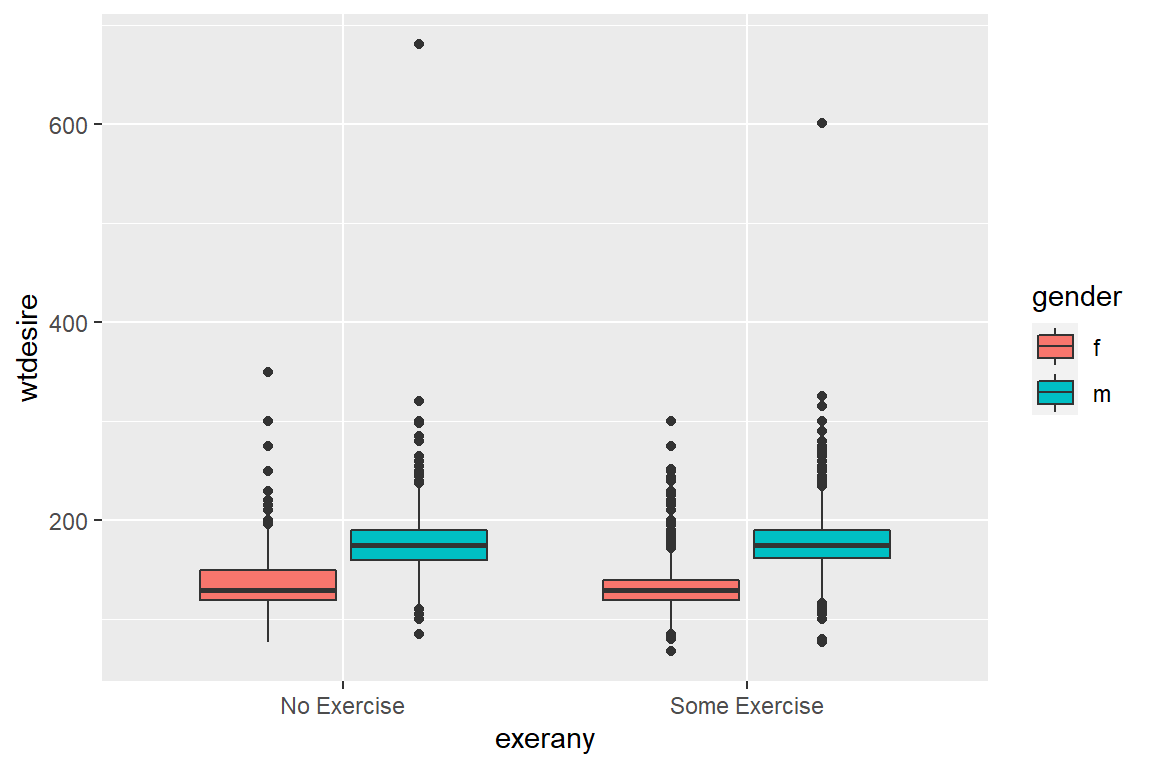 600
400
200
wtdesire
No Exercise
Some Exercise
exerany
gender
f
m